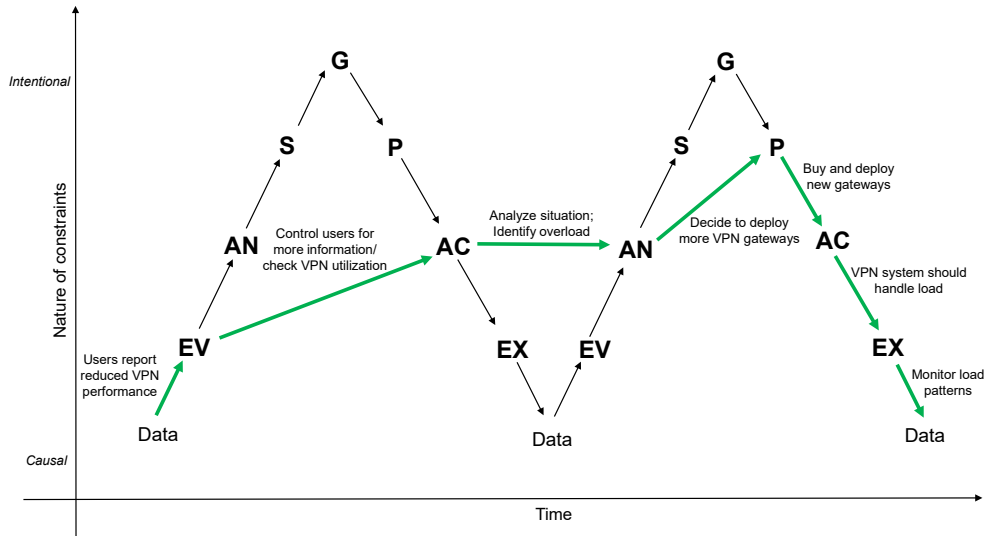 G
G
Intentional
S
P
S
P
Buy and deploy
new gateways
Nature of constraints
AN
Control users for
more information/
check VPN utilization
AC
Analyze situation;
Identify overload
AN
Decide to deploy
more VPN gateways
AC
VPN system should
handle load
EV
EX
EV
EX
Users report
reduced VPN
performance
Monitor load
patterns
Data
Data
Data
Causal
Time